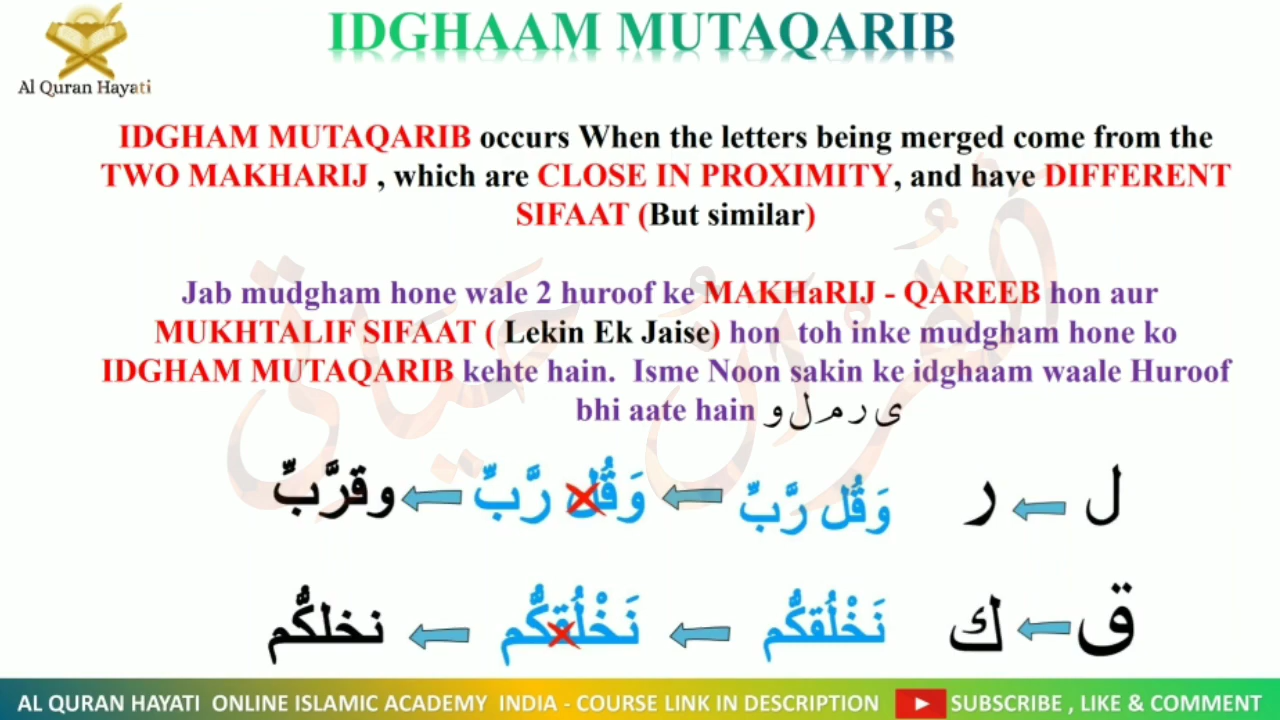 Al Quran Hayati
IDGHAAM MUTAQARIB
IDGHAM MUTAQARIB occurs When the letters being merged come from the
TWO MAKHARIJ , which are CLOSE IN PROXIMITY, and have DIFFERENT
SIFAAT (But similar)
Jab mudgham hone wale 2 huroof ke MAKHaRIJ - QAREEB hon aur
MUKHTALIF SIFAAT ( Lekin Ek Jaise) hon toh inke mudgham hone ko
IDGHAM MUTAQARIB kehte hain. Isme Noon sakin ke idghaam waale Huroof
bhi aate hain ى ر م ل و
ل ر وَقُل رَّبِّ وَقُل رَّبِّ وقرَّبِّ
ق ك نَخْلُقكُّم نَخْلُقكُّم نخلكُّم
القُرْآنُ حَيَاتِي
AL QURAN HAYATI ONLINE ISLAMIC ACADEMY INDIA - COURSE LINK IN DESCRIPTION SUBSCRIBE , LIKE & COMMENT